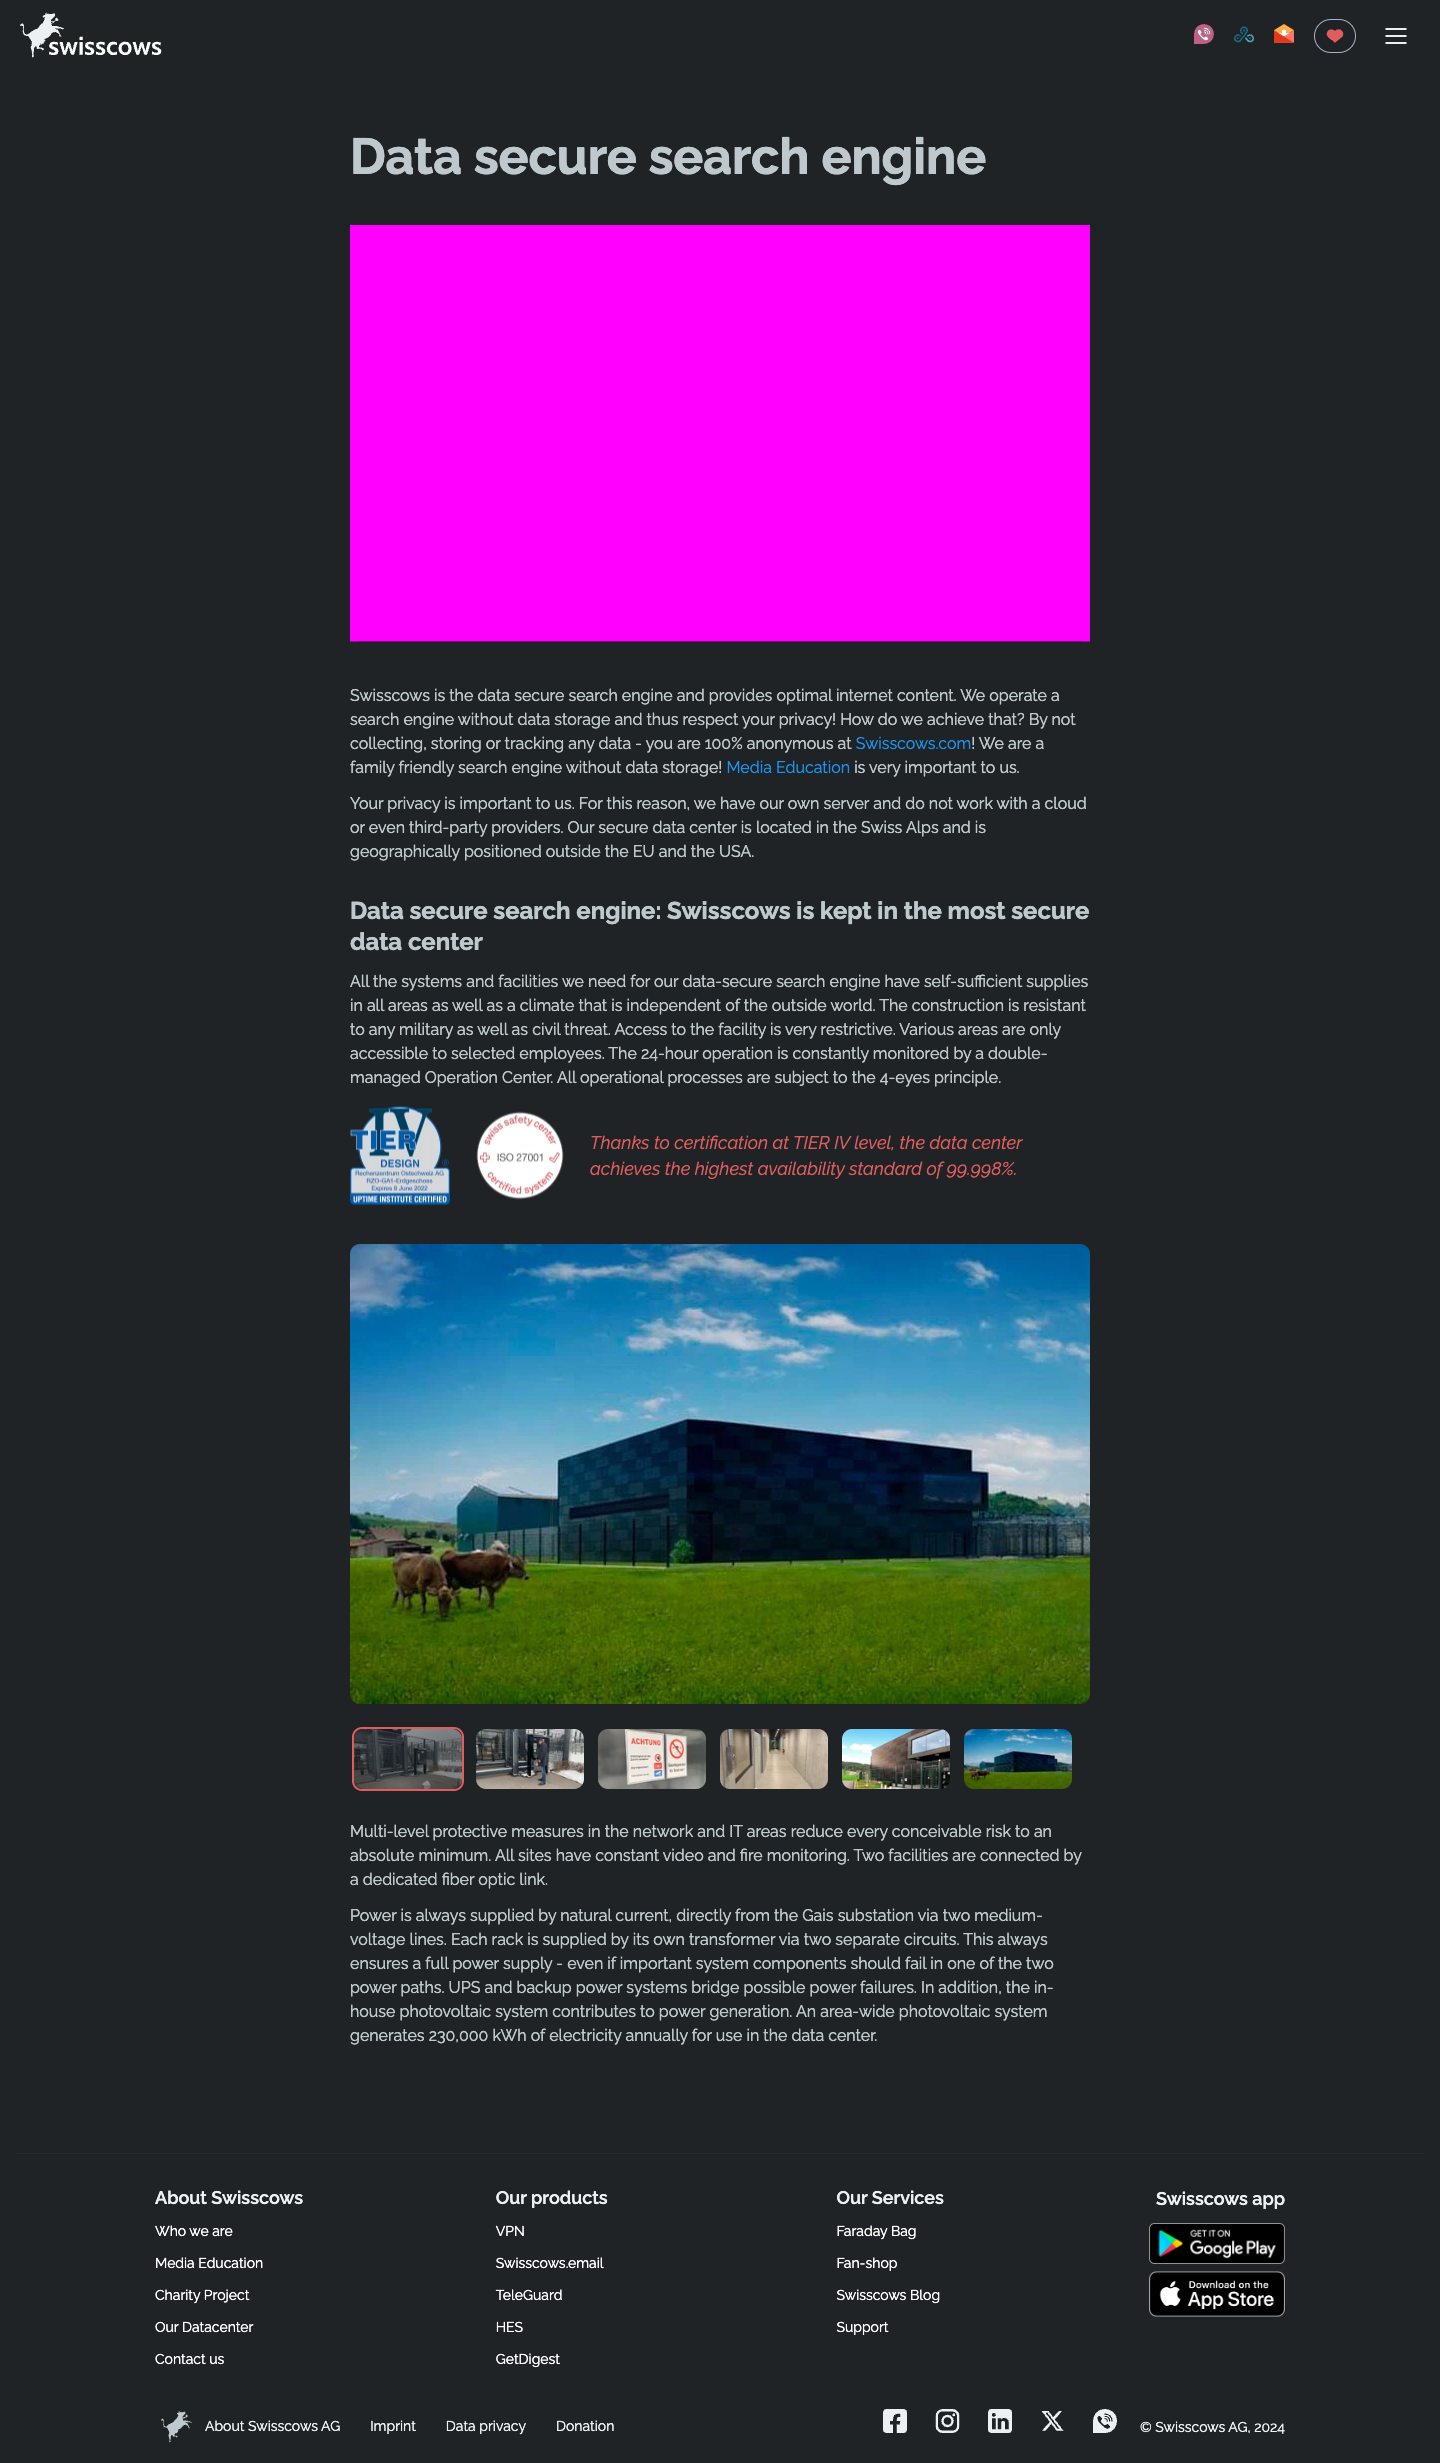 swisscows
Data secure search engine
Swisscows is the data secure search engine and provides optimal internet content. We operate a
search engine without data storage and thus respect your privacy! How do we achieve that? By not
collecting, storing or tracking any data - you are 100% anonymous at Swisscows.com! We are a
family friendly search engine without data storage! Media Education is very important to us.
Your privacy is important to us. For this reason, we have our own server and do not work with a cloud
or even third-party providers. Our secure data center is located in the Swiss Alps and is
geographically positioned outside the EU and the USA.
Data secure search engine: Swisscows is kept in the most secure
data center
All the systems and facilities we need for our data-secure search engine have self-sufficient supplies
in all areas as well as a climate that is independent of the outside world. The construction is resistant
to any military as well as civil threat. Access to the facility is very restrictive. Various areas are only
accessible to selected employees. The 24-hour operation is constantly monitored by a double-
managed Operation Center. All operational processes are subject to the 4-eyes principle.
IV
TIER
DESIGN
Rechenzentrum Ostschweiz AG
RZO-GA1-Erdgeschoss
Expires 9 June 2022
UPTIME INSTITUTE CERTIFIED
swiss safety center
ISO 27001
certified system
Thanks to certification at TIER IV level, the data center
achieves the highest availability standard of 99.998%.
ACHTUNG
Multi-level protective measures in the network and IT areas reduce every conceivable risk to an
absolute minimum. All sites have constant video and fire monitoring. Two facilities are connected by
a dedicated fiber optic link.
Power is always supplied by natural current, directly from the Gais substation via two medium-
voltage lines. Each rack is supplied by its own transformer via two separate circuits. This always
ensures a full power supply - even if important system components should fail in one of the two
power paths. UPS and backup power systems bridge possible power failures. In addition, the in-
house photovoltaic system contributes to power generation. An area-wide photovoltaic system
generates 230,000 kWh of electricity annually for use in the data center.
About Swisscows
Who we are
Media Education
Charity Project
Our Datacenter
Contact us
Our products
VPN
Swisscows.email
TeleGuard
HES
GetDigest
Our Services
Faraday Bag
Fan-shop
Swisscows Blog
Support
Swisscows app
GET IT ON
Google Play
Download on the
App Store
About Swisscows AG
Imprint
Data privacy
Donation
© Swisscows AG, 2024